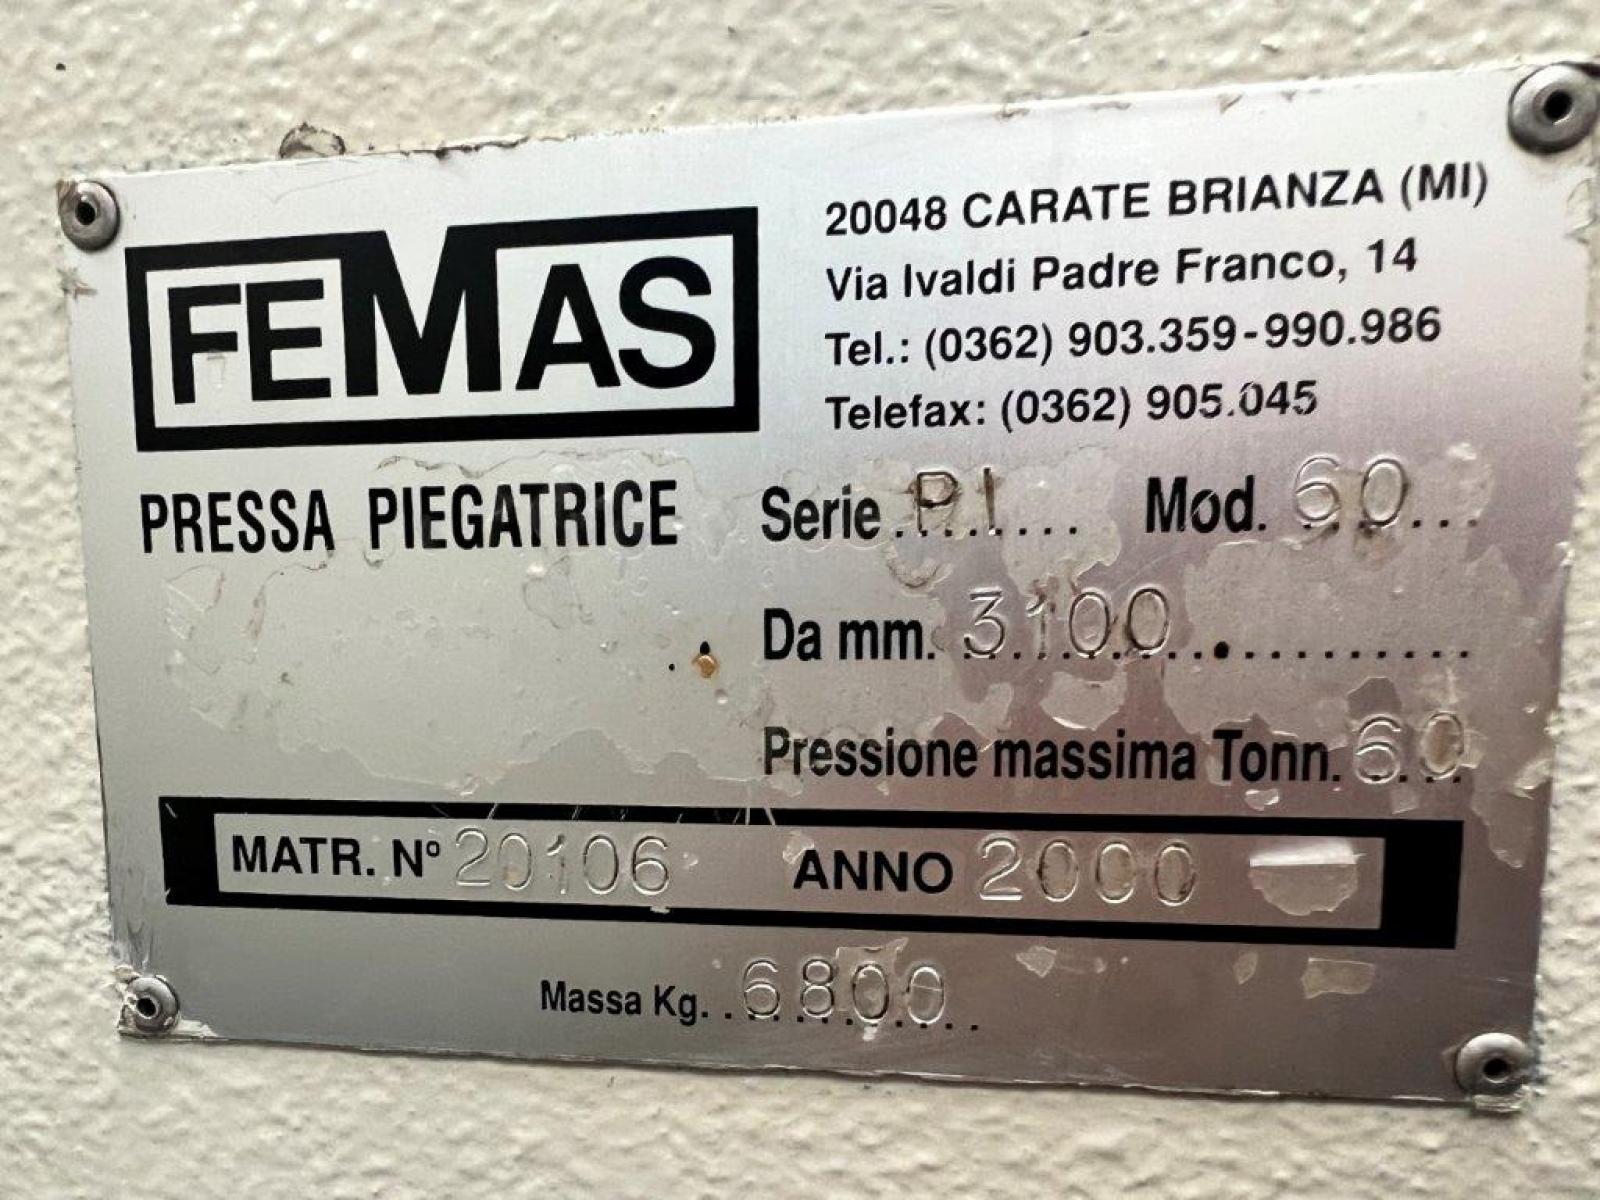 FEMAS
20048 CARATE BRIANZA (MI)
Via Ivaldi Padre Franco, 14
Tel.: (0362) 903.359-990.986
Telefax: (0362) 905.045
PRESSA PIEGATRICE Serie P.I. Mod. 60
Da mm. 3100
Pressione massima Tonn. 60
MATR. Nº 20106 ANNO 2000
Massa Kg. 6800